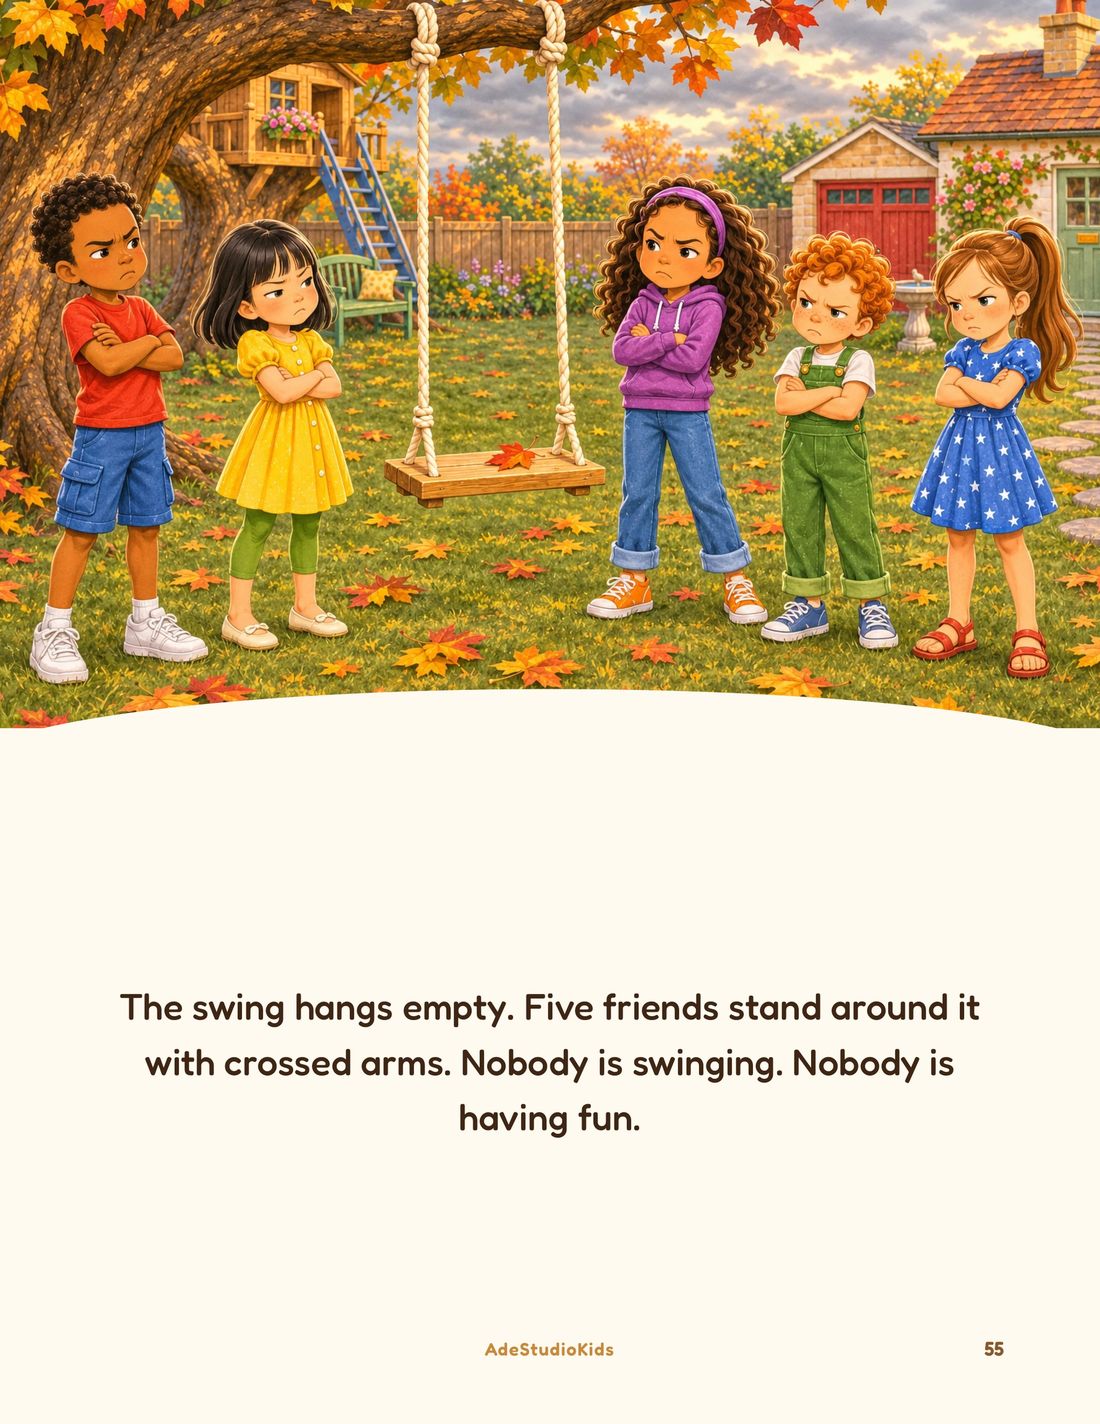 The swing hangs empty. Five friends stand around it
with crossed arms. Nobody is swinging. Nobody is
having fun.
AdeStudioKids
55